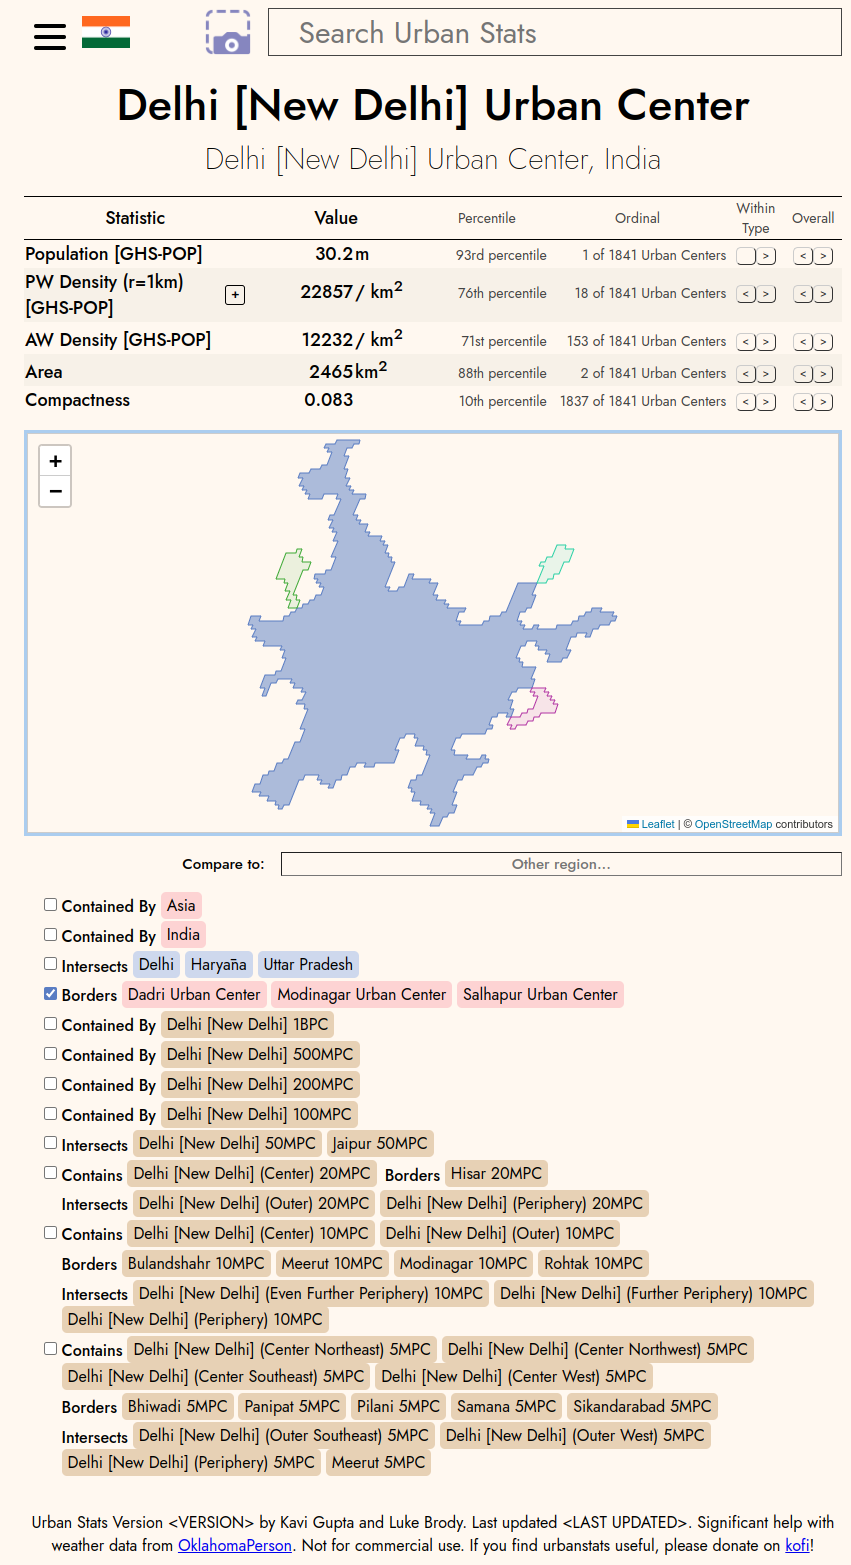 Search Urban Stats
Delhi [New Delhi] Urban Center
Delhi [New Delhi] Urban Center, India
Statistic Value Percentile Ordinal Within Type Overall
Population [GHS-POP] 30.2m 93rd percentile 1 of 1841 Urban Centers > < >
PW Density (r=1km) [GHS-POP] + 22857 / km² 76th percentile 18 of 1841 Urban Centers < > < >
AW Density [GHS-POP] 12232 / km² 71st percentile 153 of 1841 Urban Centers < > < >
Area 2465 km² 88th percentile 2 of 1841 Urban Centers < > < >
Compactness 0.083 10th percentile 1837 of 1841 Urban Centers < > < >
+
−
Leaflet | © OpenStreetMap contributors
Compare to: Other region...
Contained By Asia
Contained By India
Intersects Delhi Haryāna Uttar Pradesh
Borders Dadri Urban Center Modinagar Urban Center Salhapur Urban Center
Contained By Delhi [New Delhi] 1BPC
Contained By Delhi [New Delhi] 500MPC
Contained By Delhi [New Delhi] 200MPC
Contained By Delhi [New Delhi] 100MPC
Intersects Delhi [New Delhi] 50MPC Jaipur 50MPC
Contains Delhi [New Delhi] (Center) 20MPC Borders Hisar 20MPC
Intersects Delhi [New Delhi] (Outer) 20MPC Delhi [New Delhi] (Periphery) 20MPC
Contains Delhi [New Delhi] (Center) 10MPC Delhi [New Delhi] (Outer) 10MPC
Borders Bulandshahr 10MPC Meerut 10MPC Modinagar 10MPC Rohtak 10MPC
Intersects Delhi [New Delhi] (Even Further Periphery) 10MPC Delhi [New Delhi] (Further Periphery) 10MPC
Delhi [New Delhi] (Periphery) 10MPC
Contains Delhi [New Delhi] (Center Northeast) 5MPC Delhi [New Delhi] (Center Northwest) 5MPC
Delhi [New Delhi] (Center Southeast) 5MPC Delhi [New Delhi] (Center West) 5MPC
Borders Bhiwadi 5MPC Panipat 5MPC Pilani 5MPC Samana 5MPC Sikandarabad 5MPC
Intersects Delhi [New Delhi] (Outer Southeast) 5MPC Delhi [New Delhi] (Outer West) 5MPC
Delhi [New Delhi] (Periphery) 5MPC Meerut 5MPC
Urban Stats Version <VERSION> by Kavi Gupta and Luke Brody. Last updated <LAST UPDATED>. Significant help with
weather data from OklahomaPerson. Not for commercial use. If you find urbanstats useful, please donate on kofi!